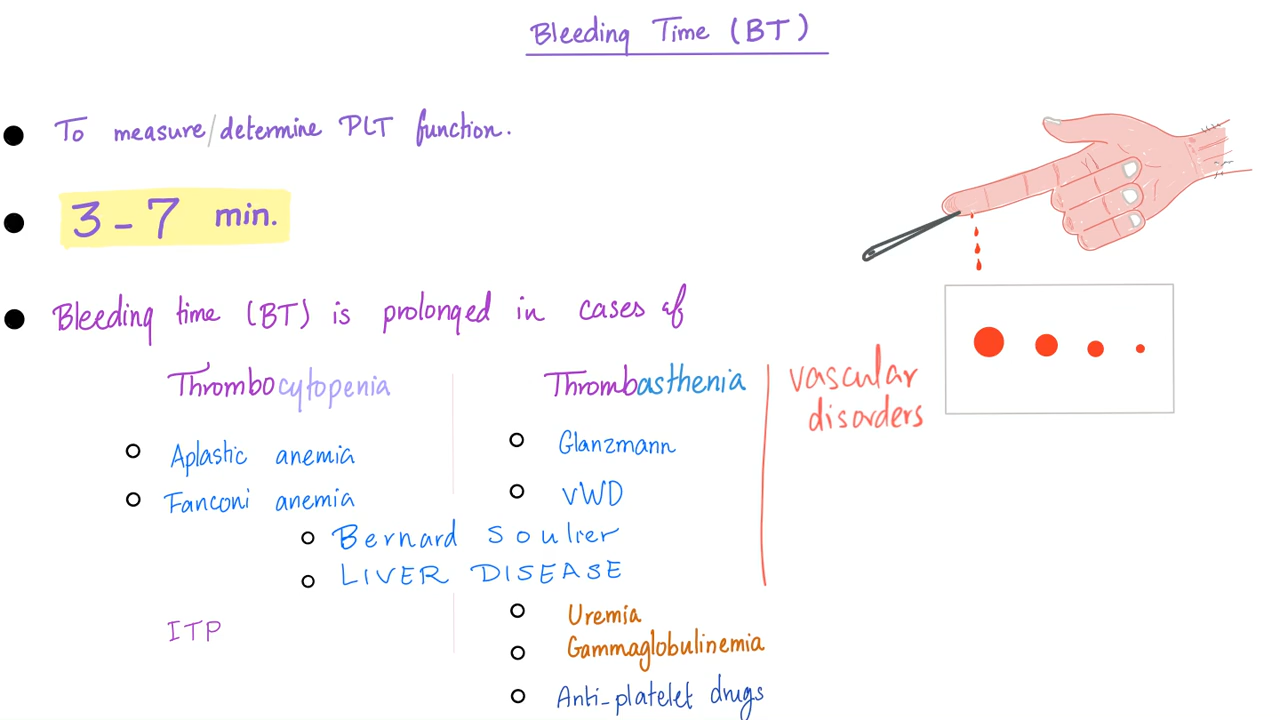 Bleeding Time (BT)
To measure/determine PLT function.
3-7 min.
Bleeding time (BT) is prolonged in cases of
Thrombocytopenia
Aplastic anemia
Fanconi anemia
ITP
Thrombasthenia
Glanzmann
vWD
Bernard Soulier
LIVER DISEASE
Uremia
Gammaglobulinemia
Anti-platelet drugs
vascular
disorders